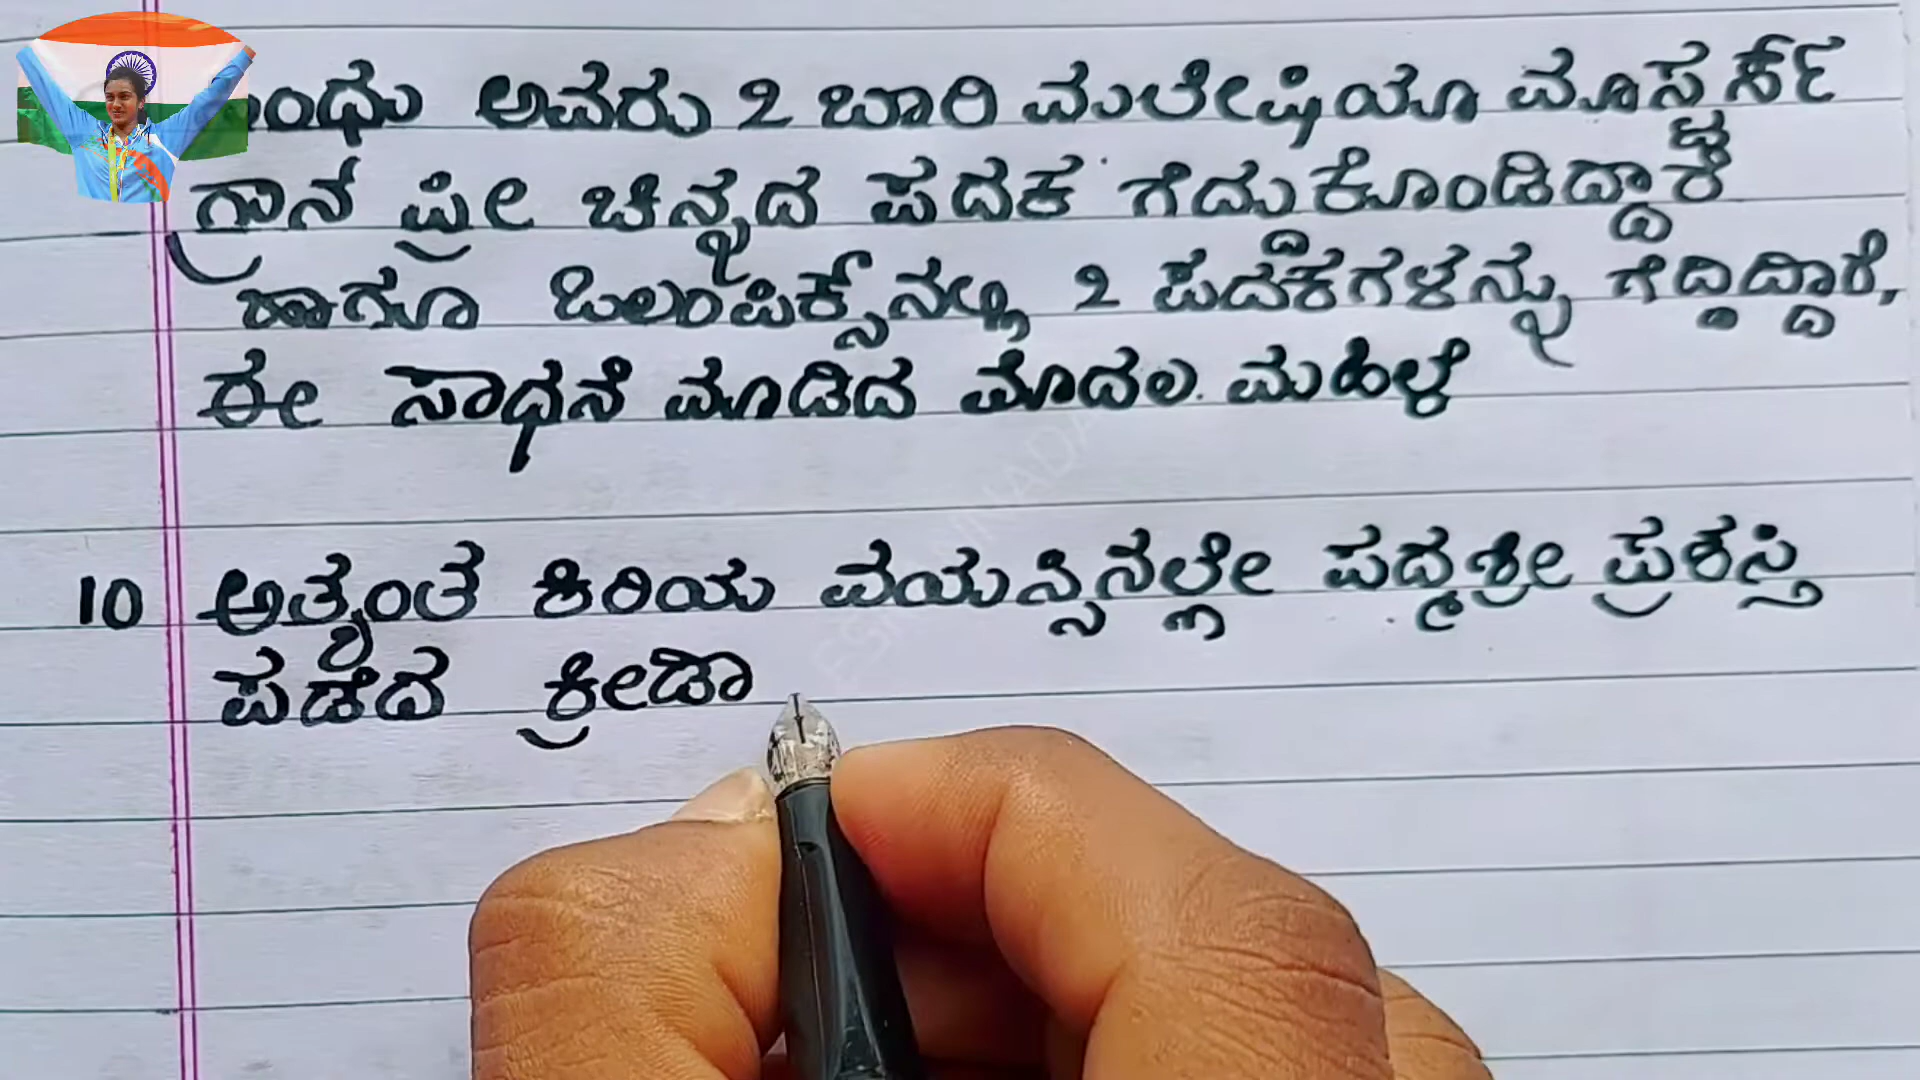 ಸಿಂಧು ಅವರು 2 ಬಾರಿ ಮಲೇಷಿಯಾ ಮಾಸ್ಟರ್ಸ್
ಗ್ರಾನ್ ಪ್ರೀ ಚಿನ್ನದ ಪದಕ ಗೆದ್ದುಕೊಂಡಿದ್ದಾರೆ
ಹಾಗೂ ಒಲಂಪಿಕ್ಸ್‌ನಲ್ಲಿ 2 ಪದಕಗಳನ್ನು ಗೆದ್ದಿದ್ದಾರೆ,
ಈ ಸಾಧನೆ ಮಾಡಿದ ಮೊದಲ ಮಹಿಳೆ
10 ಅತ್ಯಂತ ಕಿರಿಯ ವಯಸ್ಸಿನಲ್ಲೇ ಪದ್ಮಶ್ರೀ ಪ್ರಶಸ್ತಿ
ಪಡೆದ ಕ್ರೀಡಾ